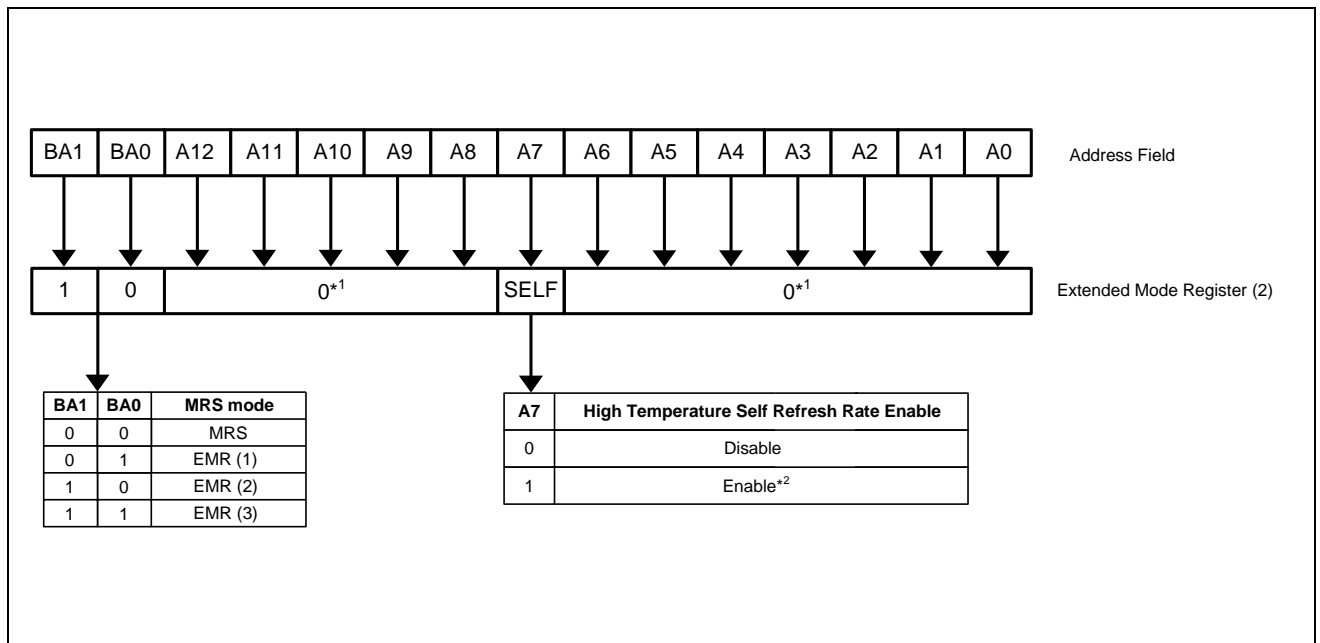 BA1 BA0 A12 A11 A10 A9 A8 A7 A6 A5 A4 A3 A2 A1 A0 Address Field
1 0 0*1 SELF 0*1 Extended Mode Register (2)
BA1 BA0 MRS mode
0 0 MRS
0 1 EMR (1)
1 0 EMR (2)
1 1 EMR (3)
A7 High Temperature Self Refresh Rate Enable
0 Disable
1 Enable*2